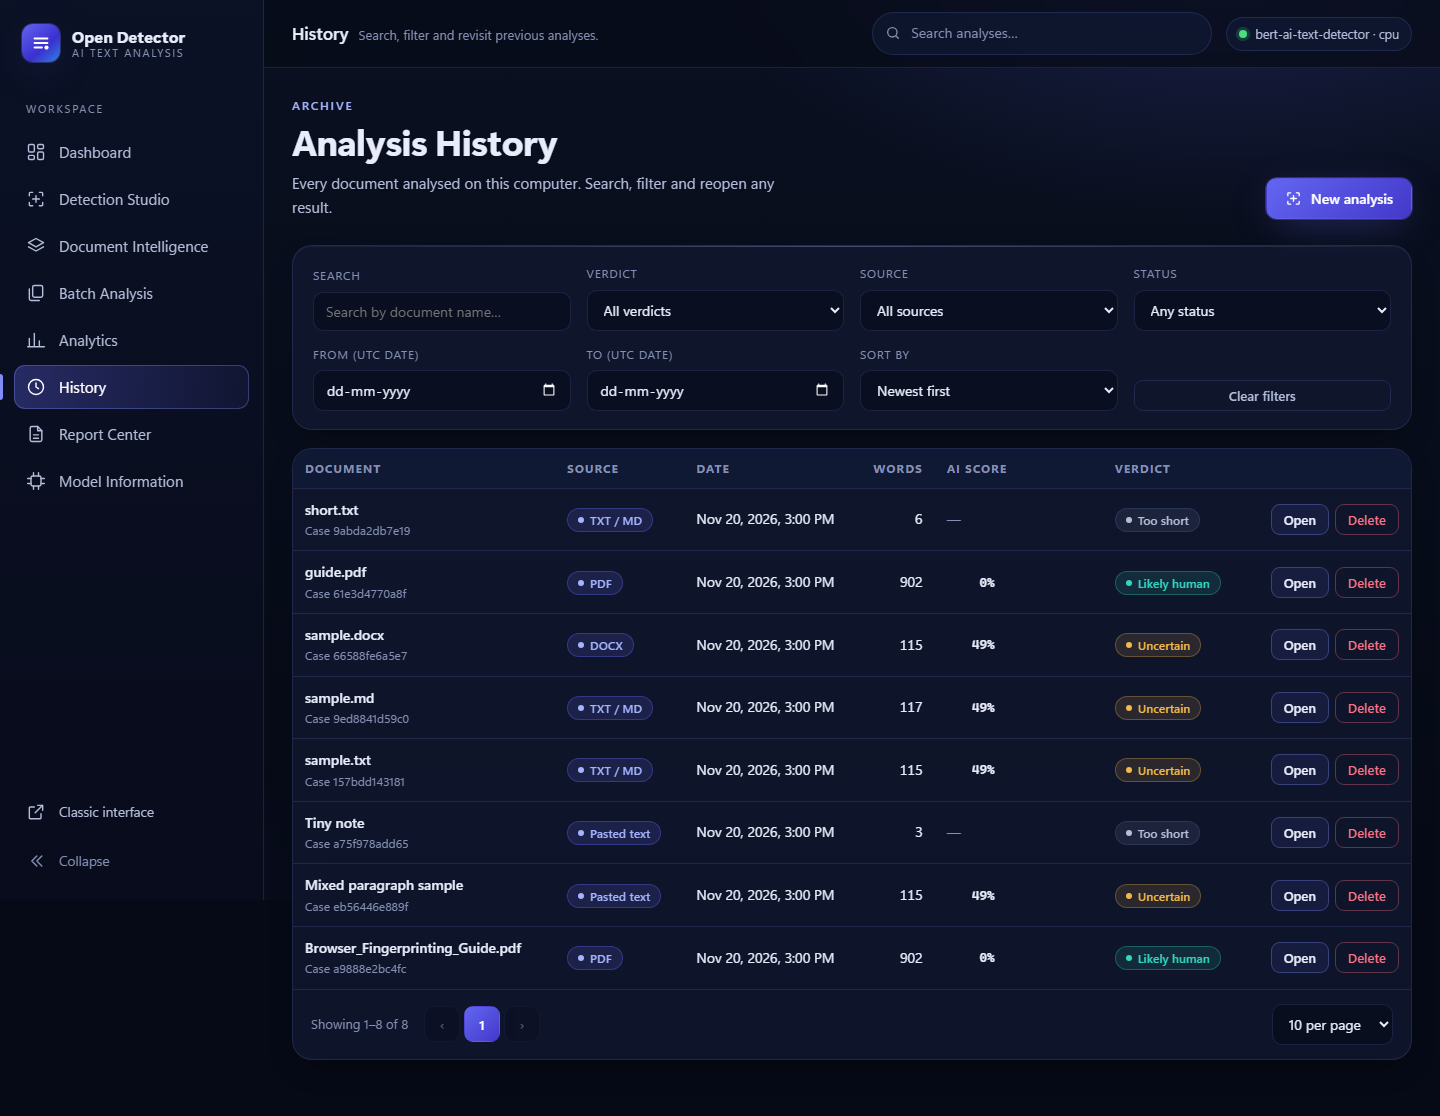 Open Detector
AI TEXT ANALYSIS
WORKSPACE
Dashboard
Detection Studio
Document Intelligence
Batch Analysis
Analytics
History
Report Center
Model Information
Classic interface
Collapse
History Search, filter and revisit previous analyses.
Search analyses...
bert-ai-text-detector · cpu
ARCHIVE
Analysis History
Every document analysed on this computer. Search, filter and reopen any
result.
New analysis
SEARCH VERDICT SOURCE STATUS
Search by document name... All verdicts All sources Any status
FROM (UTC DATE) TO (UTC DATE) SORT BY
dd-mm-yyyy dd-mm-yyyy Newest first Clear filters
DOCUMENT SOURCE DATE WORDS AI SCORE VERDICT
short.txt TXT / MD Nov 20, 2026, 3:00 PM 6 — Too short Open Delete
Case 9abda2db7e19
guide.pdf PDF Nov 20, 2026, 3:00 PM 902 0% Likely human Open Delete
Case 61e3d4770a8f
sample.docx DOCX Nov 20, 2026, 3:00 PM 115 49% Uncertain Open Delete
Case 66588fe6a5e7
sample.md TXT / MD Nov 20, 2026, 3:00 PM 117 49% Uncertain Open Delete
Case 9ed8841d59c0
sample.txt TXT / MD Nov 20, 2026, 3:00 PM 115 49% Uncertain Open Delete
Case 157bdd143181
Tiny note Pasted text Nov 20, 2026, 3:00 PM 3 — Too short Open Delete
Case a75f978add65
Mixed paragraph sample Pasted text Nov 20, 2026, 3:00 PM 115 49% Uncertain Open Delete
Case eb56446e889f
Browser_Fingerprinting_Guide.pdf PDF Nov 20, 2026, 3:00 PM 902 0% Likely human Open Delete
Case a9888e2bc4fc
Showing 1–8 of 8 ‹ 1 › 10 per page